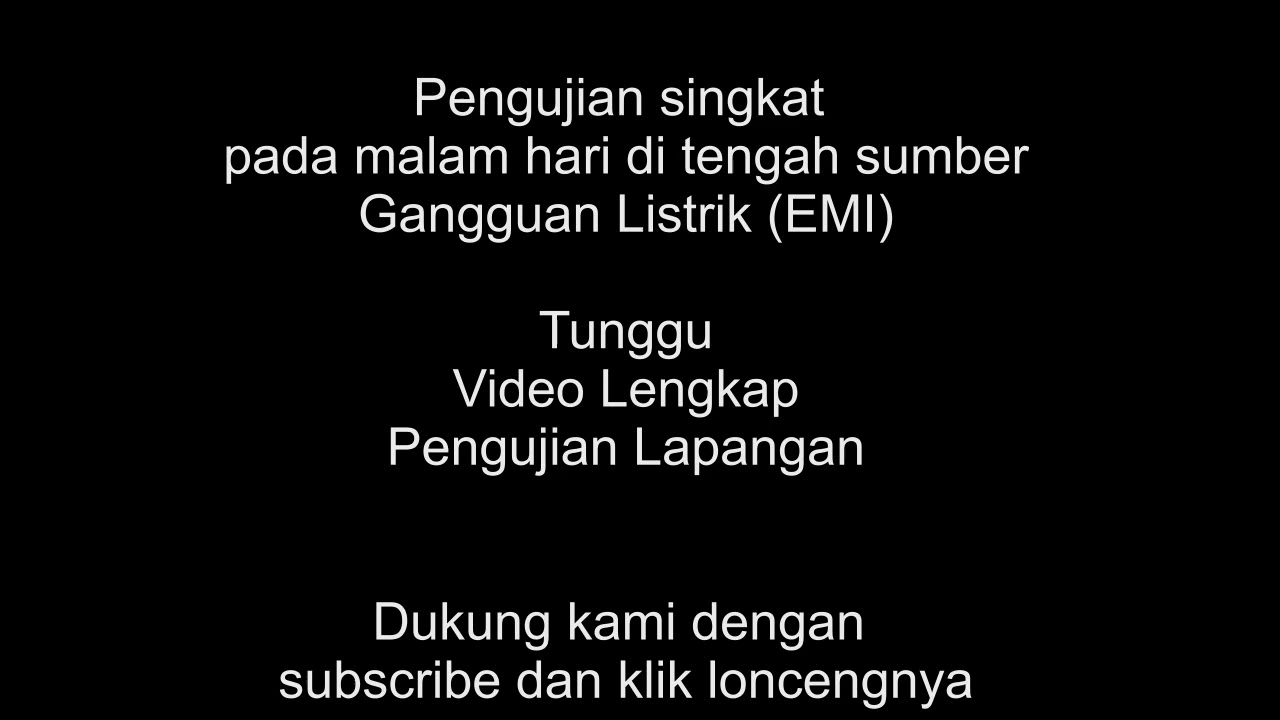 Pengujian singkat
pada malam hari di tengah sumber
Gangguan Listrik (EMI)
Tunggu
Video Lengkap
Pengujian Lapangan
Dukung kami dengan
subscribe dan klik loncengnya